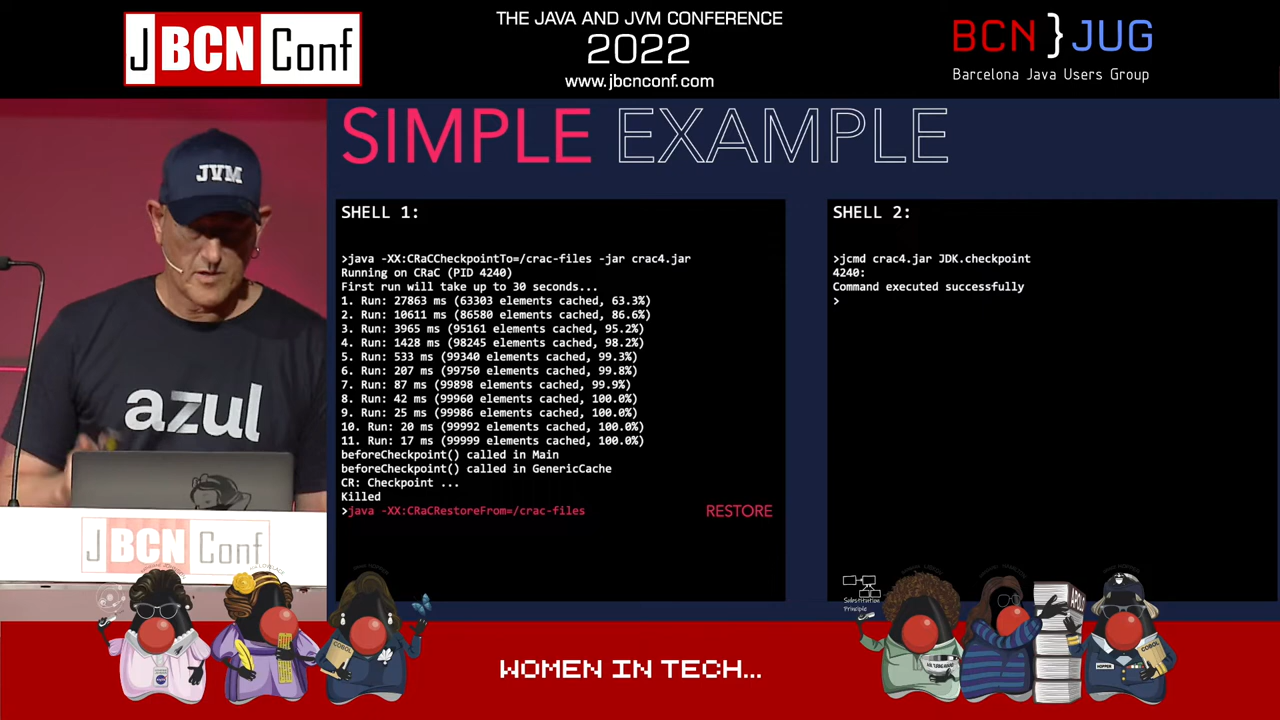 JBCNConf
THE JAVA AND JVM CONFERENCE
2022
www.jbcnconf.com
BCN}JUG
Barcelona Java Users Group
SIMPLE EXAMPLE
JVM
azul
JBCNConf
SHELL 1:
>java -XX:CRaCCheckpointTo=/crac-files -jar crac4.jar
Running on CRaC (PID 4240)
First run will take up to 30 seconds...
1. Run: 27863 ms (63303 elements cached, 63.3%)
2. Run: 10611 ms (86580 elements cached, 86.6%)
3. Run: 3965 ms (95161 elements cached, 95.2%)
4. Run: 1428 ms (98245 elements cached, 98.2%)
5. Run: 533 ms (99340 elements cached, 99.3%)
6. Run: 207 ms (99750 elements cached, 99.8%)
7. Run: 87 ms (99898 elements cached, 99.9%)
8. Run: 42 ms (99960 elements cached, 100.0%)
9. Run: 25 ms (99986 elements cached, 100.0%)
10. Run: 20 ms (99992 elements cached, 100.0%)
11. Run: 17 ms (99999 elements cached, 100.0%)
beforeCheckpoint() called in Main
beforeCheckpoint() called in GenericCache
CR: Checkpoint ...
Killed
>java -XX:CRaCRestoreFrom=/crac-files
RESTORE
SHELL 2:
>jcmd crac4.jar JDK.checkpoint
4240:
Command executed successfully
>
Substitution
Principle
COBOL
HOPPER
COBOL
WOMEN IN TECH...